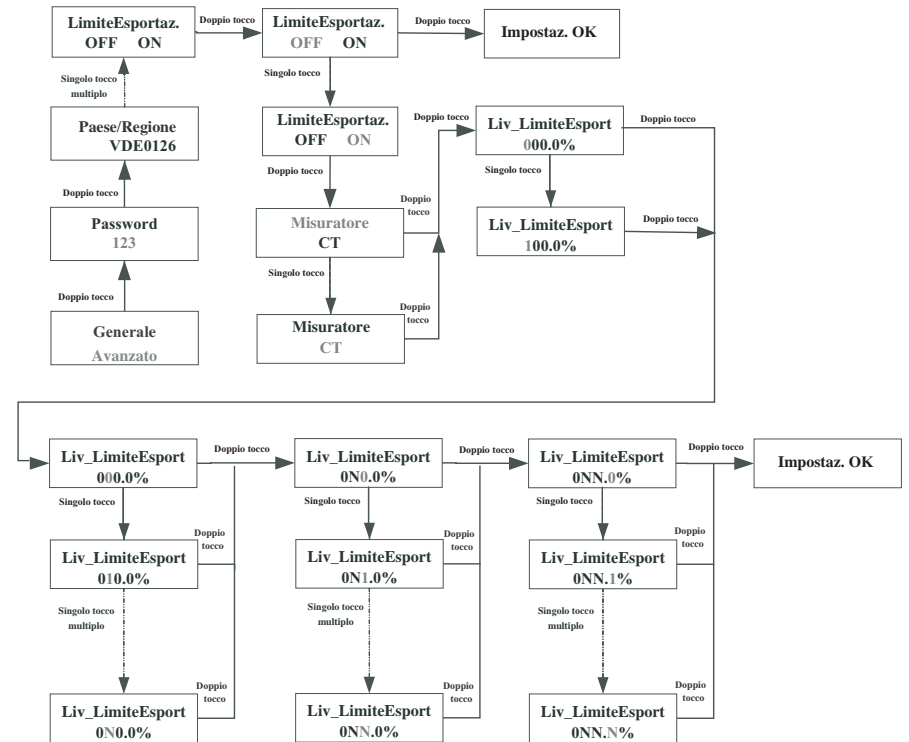 LimiteEsportaz.
OFF ON
Doppio tocco
LimiteEsportaz.
OFF ON
Doppio tocco
Impostaz. OK
Singolo tocco
multiplo
Singolo tocco
Paese/Regione
VDE0126
LimiteEsportaz.
OFF ON
Doppio tocco
Liv_LimiteEsport
000.0%
Doppio tocco
Doppio tocco
Doppio tocco
Singolo tocco
Password
123
Misuratore
CT
Doppio
tocco
Liv_LimiteEsport
100.0%
Doppio tocco
Doppio tocco
Singolo tocco
Generale
Avanzato
Misuratore
CT
Doppio
tocco
Liv_LimiteEsport
000.0%
Doppio tocco
Liv_LimiteEsport
0N0.0%
Doppio tocco
Liv_LimiteEsport
0NN.0%
Doppio tocco
Impostaz. OK
Singolo tocco
Singolo tocco
Singolo tocco
Liv_LimiteEsport
010.0%
Doppio
tocco
Liv_LimiteEsport
0N1.0%
Doppio
tocco
Liv_LimiteEsport
0NN.1%
Doppio
tocco
Singolo tocco
multiplo
Singolo tocco
multiplo
Singolo tocco
multiplo
Liv_LimiteEsport
0N0.0%
Doppio
tocco
Liv_LimiteEsport
0NN.0%
Doppio
tocco
Liv_LimiteEsport
0NN.N%
Doppio
tocco